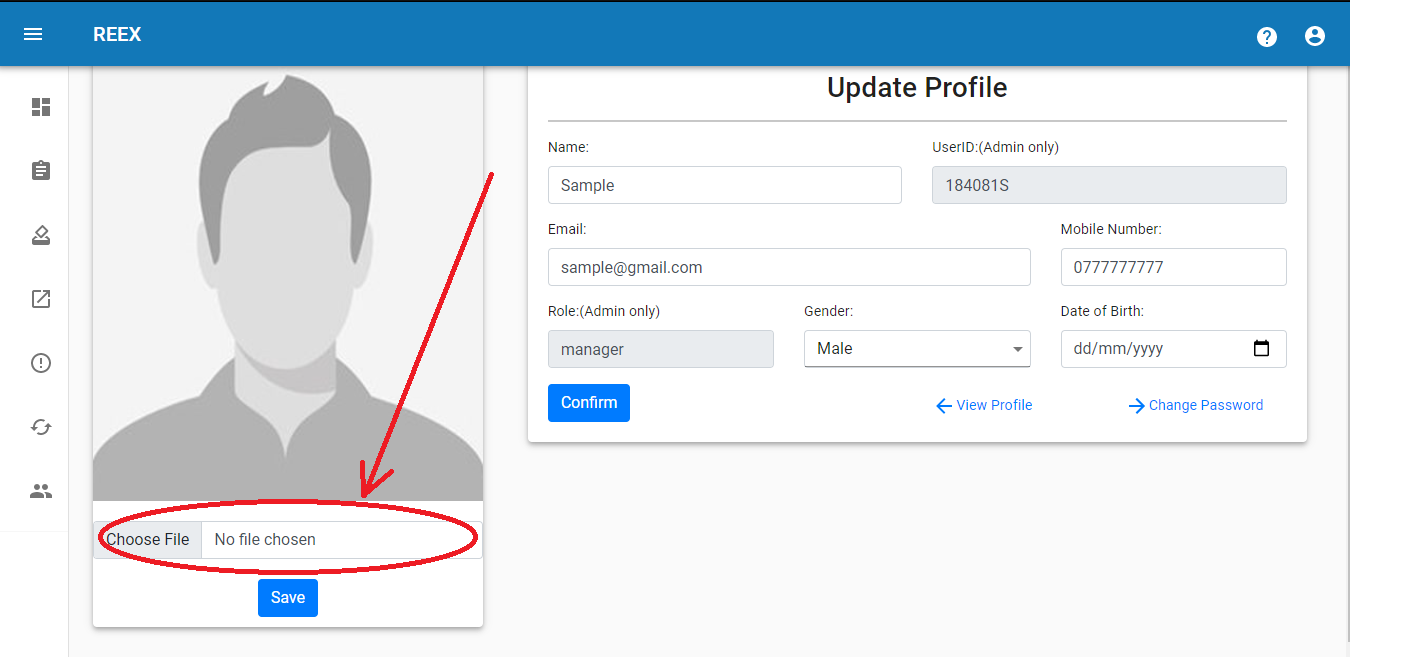 REEX
Update Profile
Name:
UserID:(Admin only)
Sample
184081S
Email:
Mobile Number:
sample@gmail.com
0777777777
Role:(Admin only)
Gender:
Date of Birth:
manager
Male
dd/mm/yyyy
Confirm
View Profile
Change Password
Choose File
No file chosen
Save